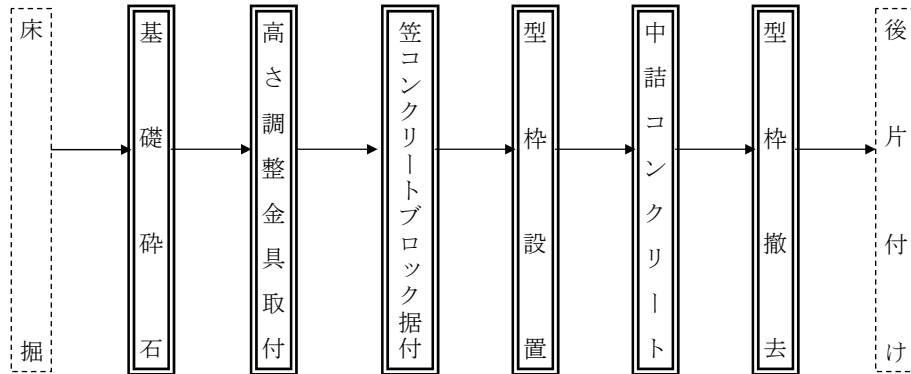 床掘
基礎砕石
高さ調整金具取付
笠コンクリートブロック据付
型枠設置
中詰コンクリート
型枠撤去
後片付け